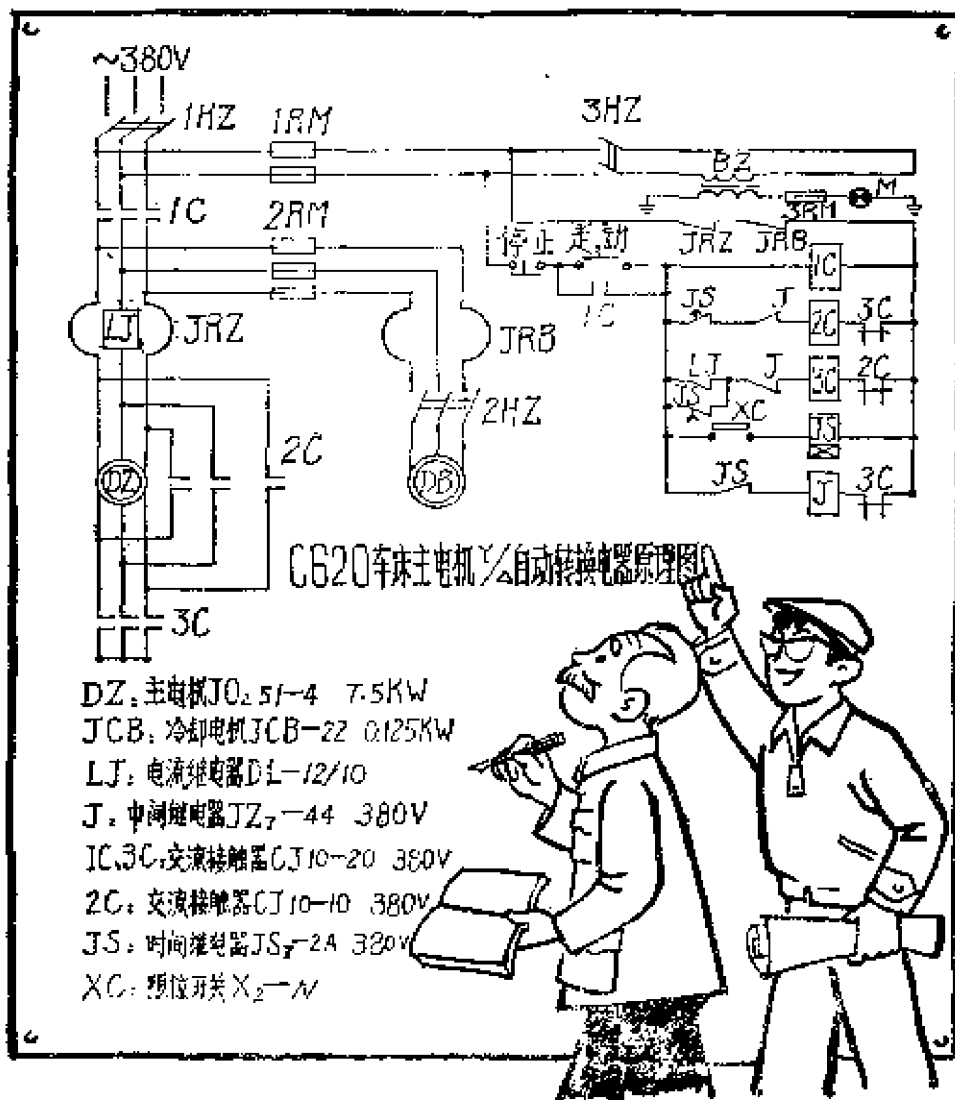 ~380V
1HZ
1RM
3HZ
BZ
M
3RM
1C
2RM
停止 走动
JRZ JRB
1C
1C
LJ JRZ
JRB
JS J 2C 3C
LJ J 3C 2C
JS XC JS
2HZ
2C
DZ
DB
JS J 3C
C620车床主电机Y/△自动转换电器原理图
3C
DZ:主电机JO₂51-4 7.5KW
JCB:冷却电机JCB-22 0.125KW
LJ:电流继电器DL-12/10
J:中间继电器JZ₇-44 380V
1C、3C:交流接触器CJ10-20 380V
2C:交流接触器CJ10-10 380V
JS:时间继电器JS₇-2A 380V
XC:限位开关X₂-N